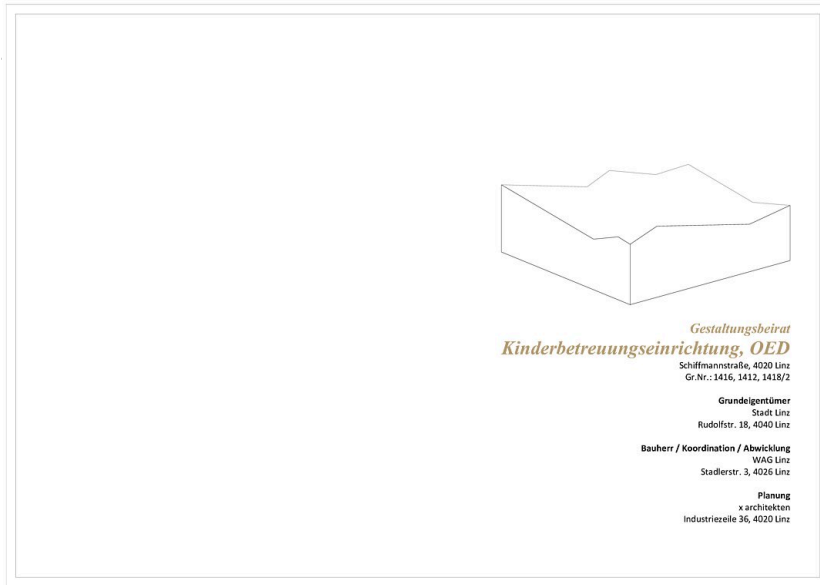 Gestaltungsbeirat
Kinderbetreuungseinrichtung, OED
Schiffmannstraße, 4020 Linz
Gr.Nr.: 1416, 1412, 1418/2
Grundeigentümer
Stadt Linz
Rudolfstr. 18, 4040 Linz
Bauherr / Koordination / Abwicklung
WAG Linz
Stadlerstr. 3, 4026 Linz
Planung
x architekten
Industriezeile 36, 4020 Linz